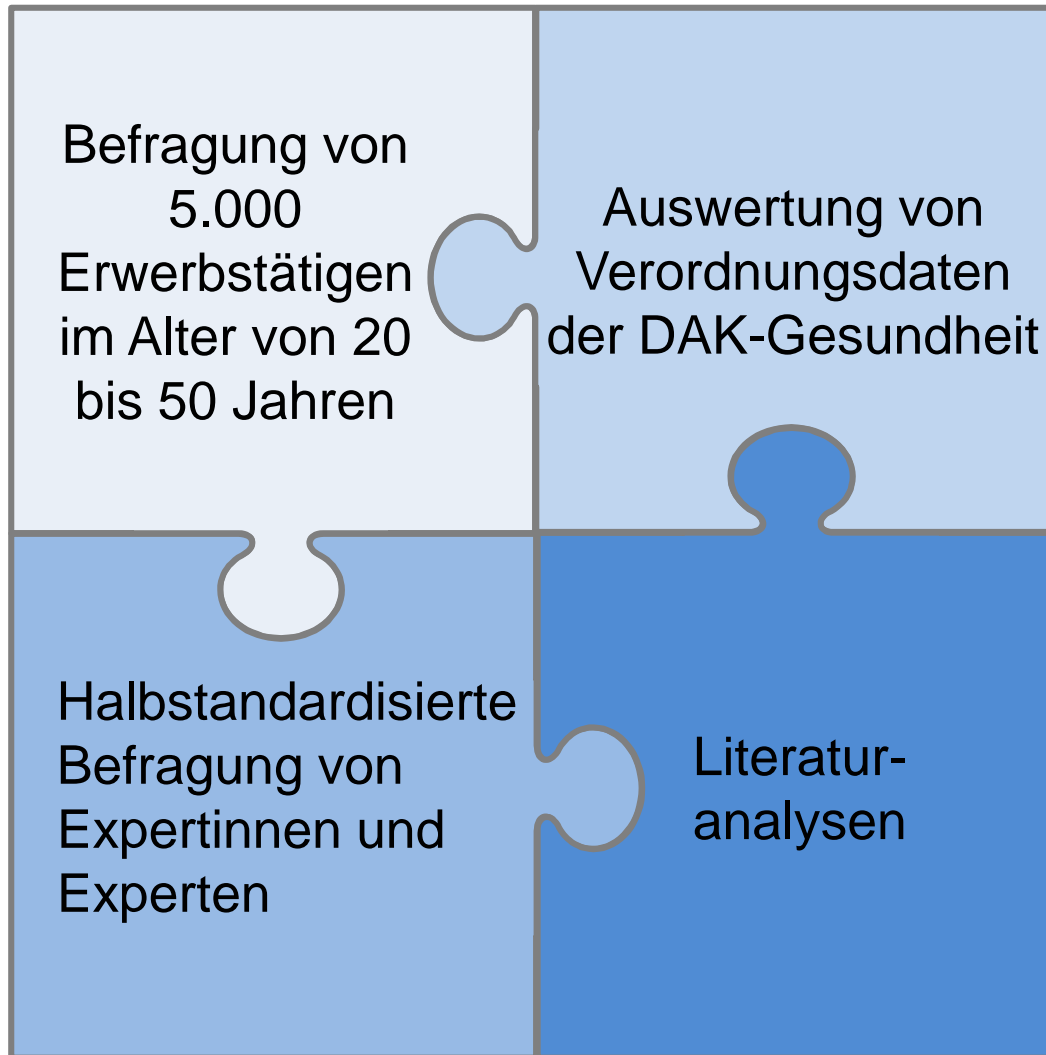 Befragung von
5.000
Erwerbstätigen
im Alter von 20
bis 50 Jahren
Auswertung von
Verordnungsdaten
der DAK-Gesundheit
Halbstandardisierte
Befragung von
Expertinnen und
Experten
Literatur-
analysen